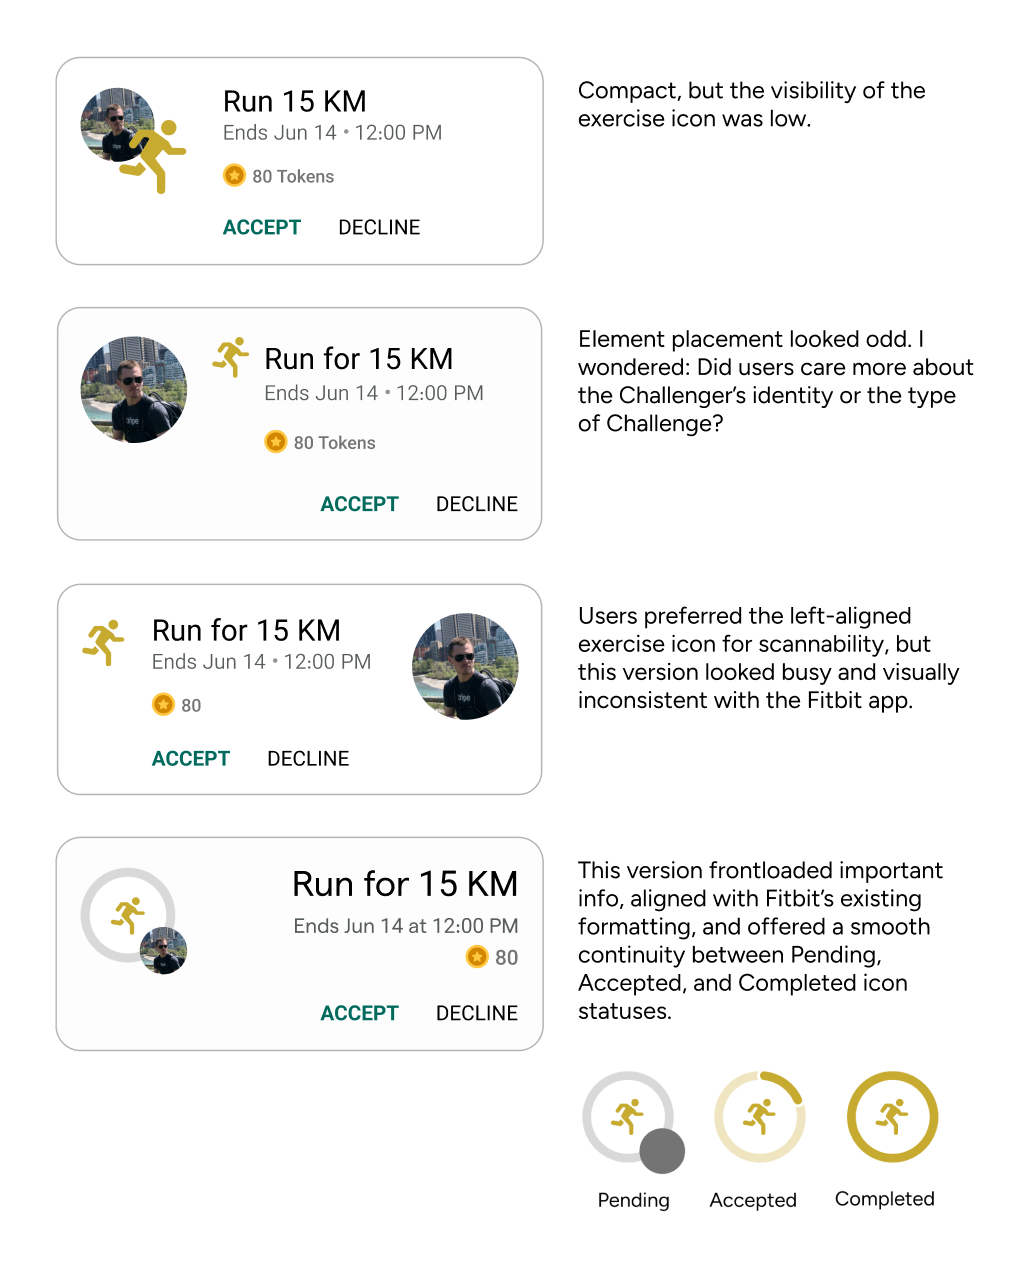 Run 15 KM
Ends Jun 14 • 12:00 PM
80 Tokens
ACCEPT DECLINE
Compact, but the visibility of the
exercise icon was low.
Run for 15 KM
Ends Jun 14 • 12:00 PM
80 Tokens
ACCEPT DECLINE
Element placement looked odd. I
wondered: Did users care more about
the Challenger’s identity or the type
of Challenge?
Run for 15 KM
Ends Jun 14 • 12:00 PM
80
ACCEPT DECLINE
Users preferred the left-aligned
exercise icon for scannability, but
this version looked busy and visually
inconsistent with the Fitbit app.
Run for 15 KM
Ends Jun 14 at 12:00 PM
80
ACCEPT DECLINE
This version frontloaded important
info, aligned with Fitbit’s existing
formatting, and offered a smooth
continuity between Pending,
Accepted, and Completed icon
statuses.
Pending Accepted Completed